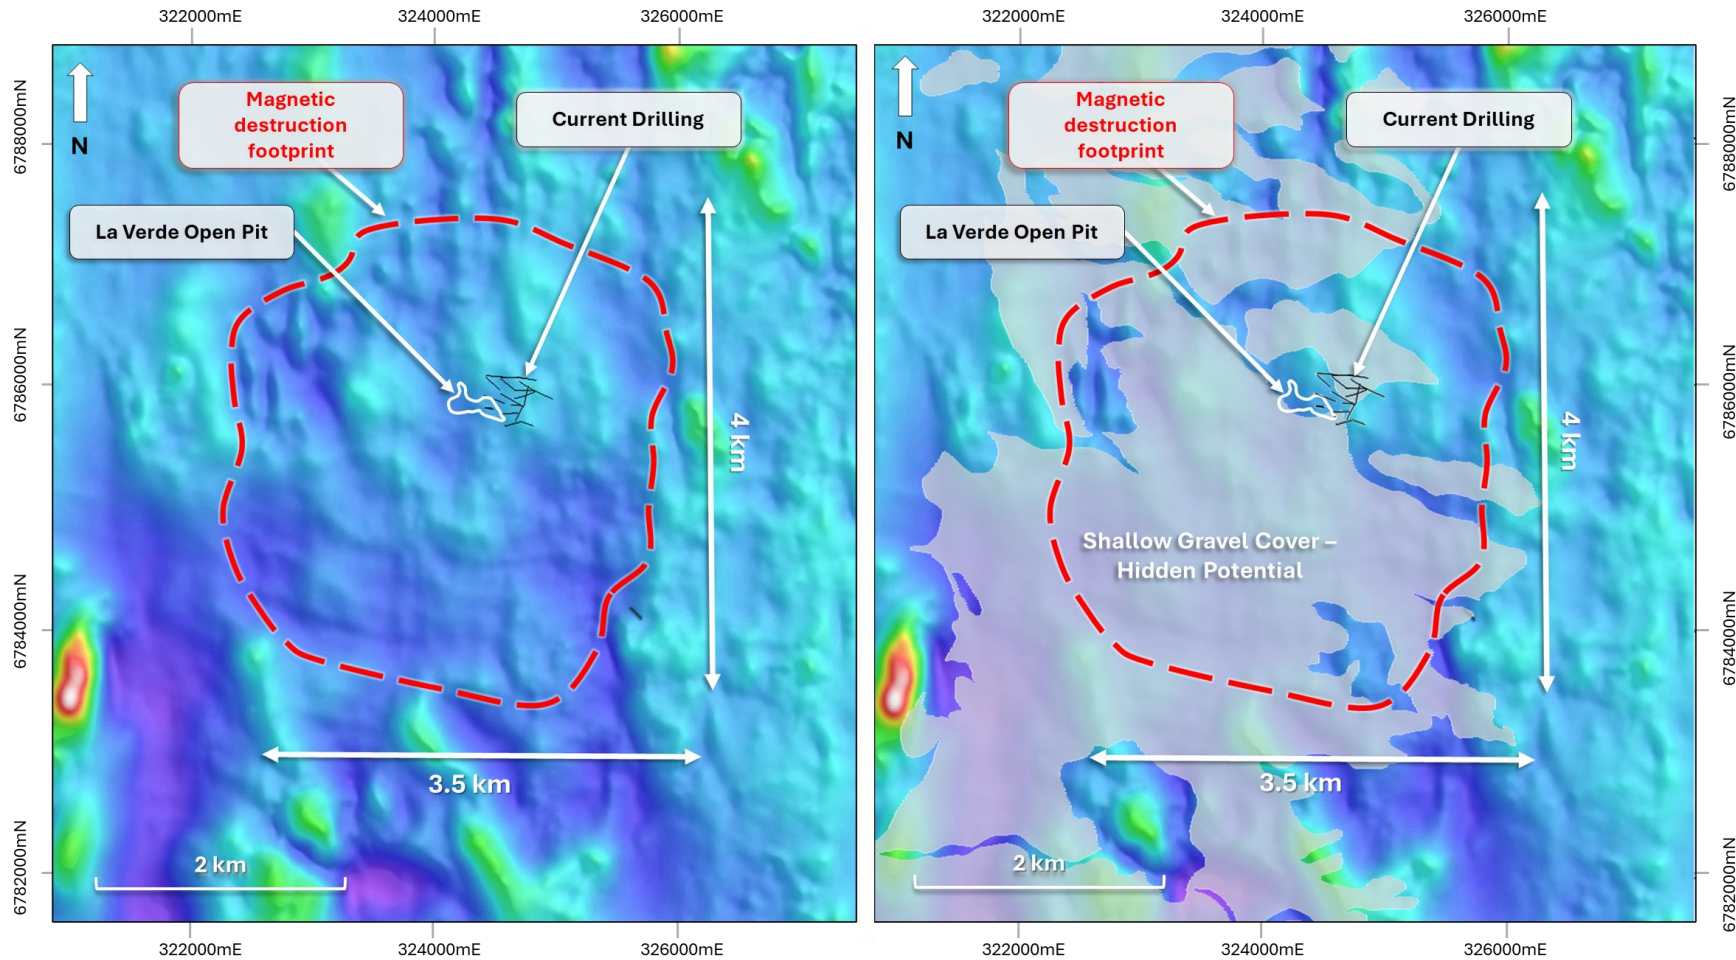 322000mE
324000mE
326000mE
322000mE
324000mE
326000mE
6788000mN
6786000mN
6784000mN
6782000mN
N
Magnetic
destruction
footprint
Current Drilling
La Verde Open Pit
4 km
3.5 km
2 km
322000mE
324000mE
326000mE
N
Magnetic
destruction
footprint
Current Drilling
La Verde Open Pit
4 km
Shallow Gravel Cover –
Hidden Potential
3.5 km
2 km
6788000mN
6786000mN
6784000mN
6782000mN
322000mE
324000mE
326000mE